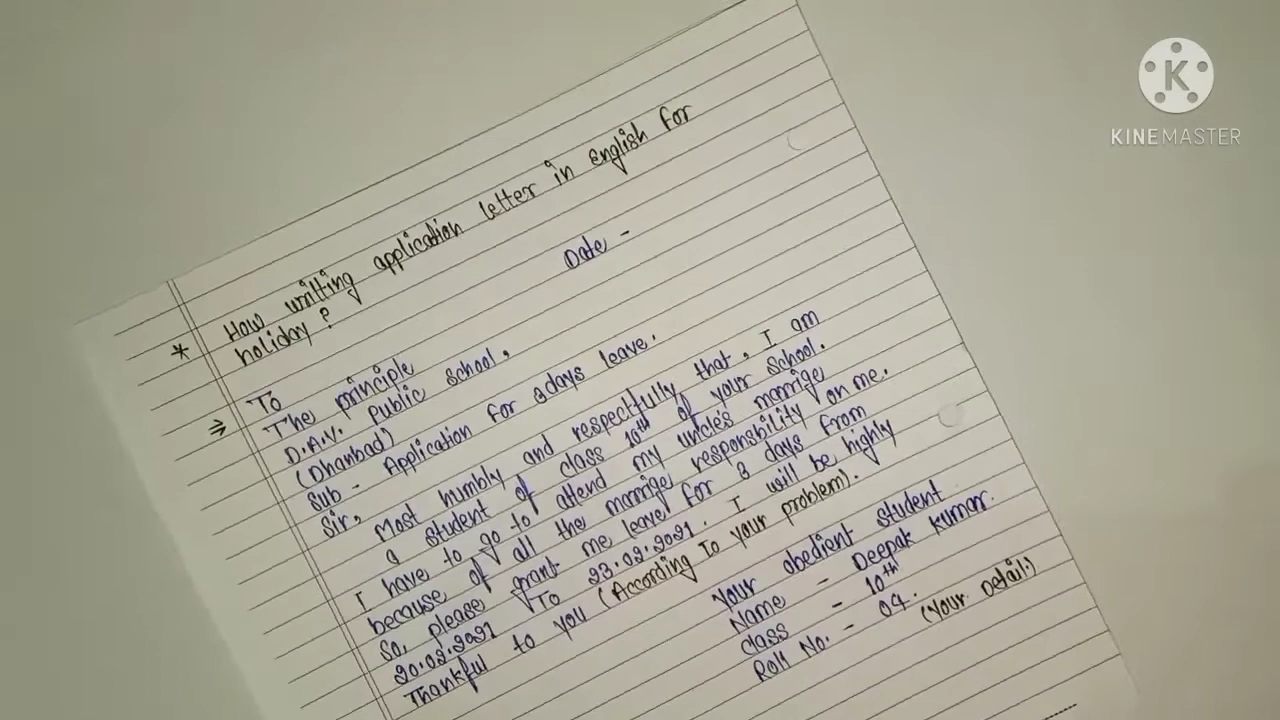 * How writting application letter in english for
holiday?
Date -
⇒ To
The principle
D.A.V. Public School.
(Dhanbad)
Sub - Application for 3days leave.
Sir,
Most humbly and respectfully that, I am
a student of class 10th of your School.
I have to go to attend my uncle's marrige
because of all the marrige responsbility on me.
So, please grant me leave for 3 days from
20.02.2021 To 23.02.2021. I will be highly
Thankful to you (According To your problem).
Your obedient student
Name - Deepak Kumar.
class - 10th
Roll No. - 04.
(Your Detail:)
K
KINEMASTER